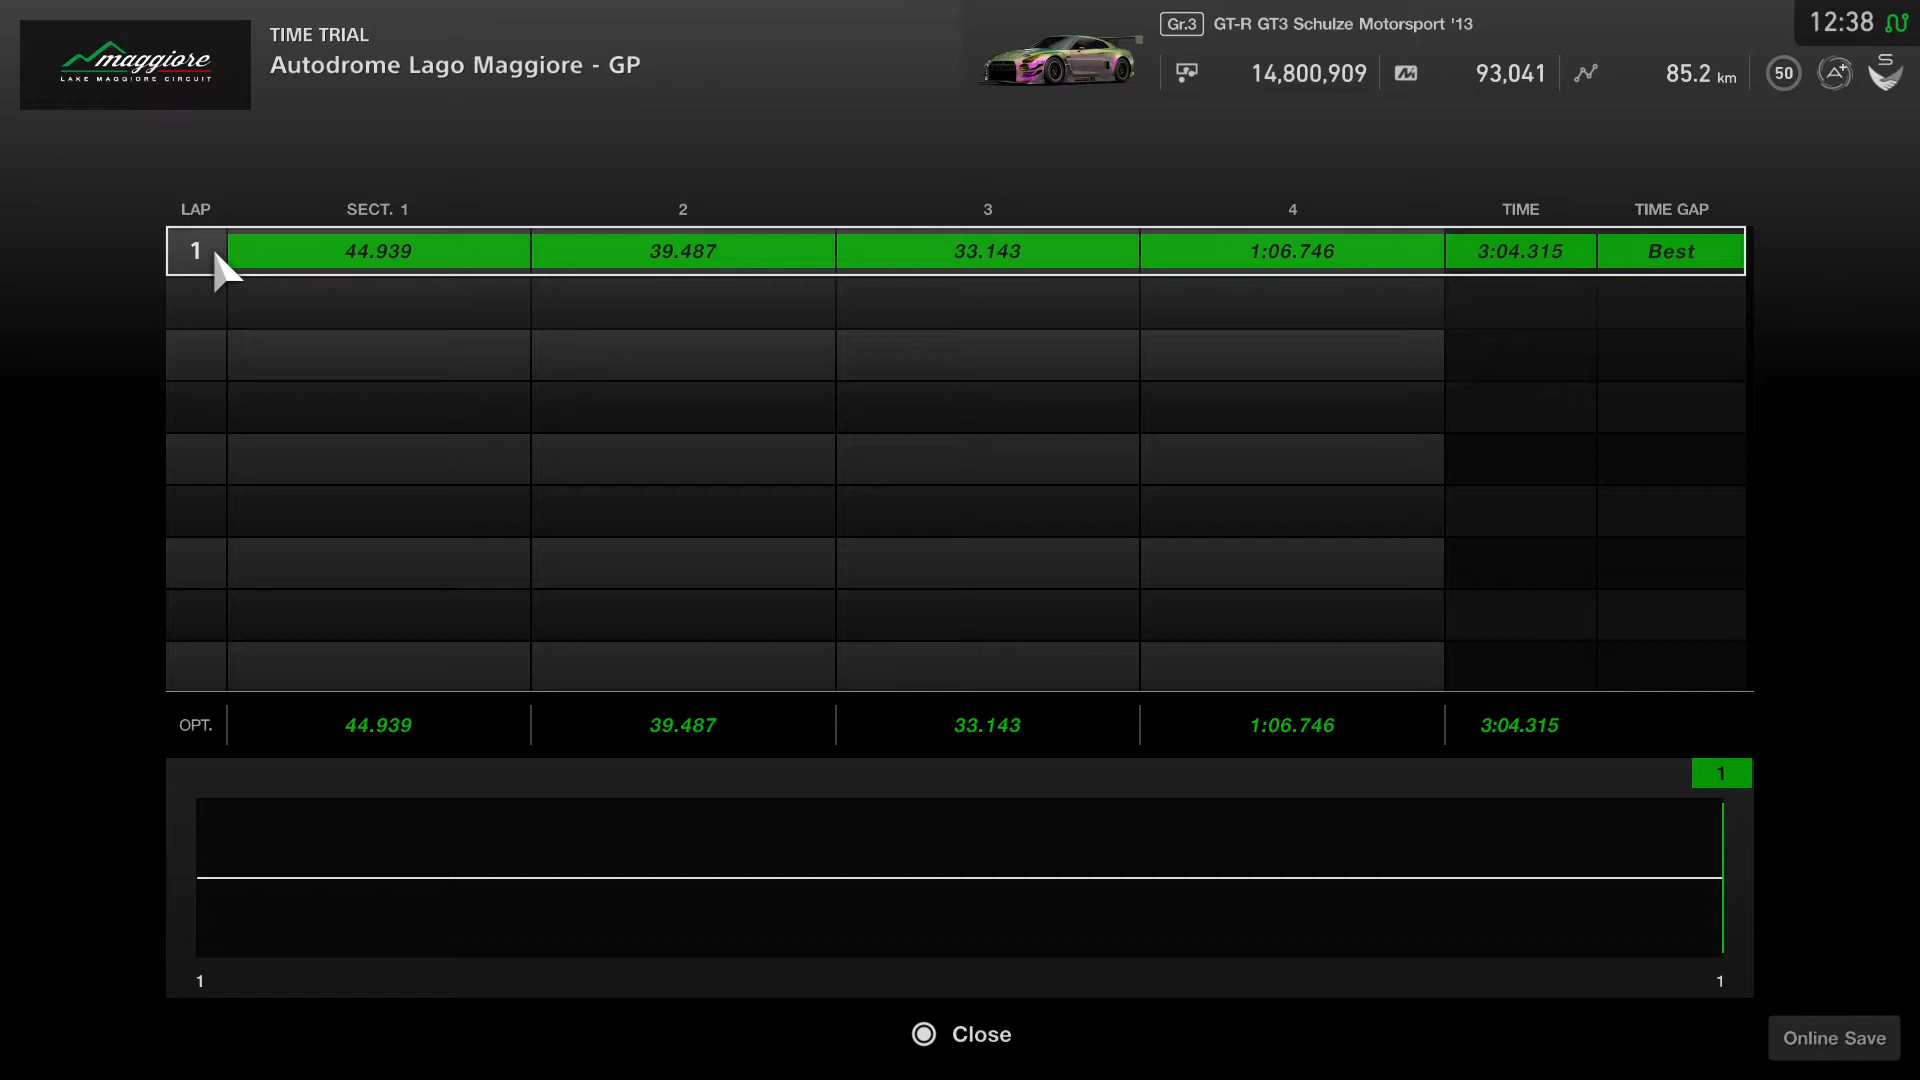 maggiore
LAKE MAGGIORE CIRCUIT
TIME TRIAL
Autodrome Lago Maggiore - GP
Gr.3 GT-R GT3 Schulze Motorsport '13
14,800,909 93,041 85.2 km 50 A+ S
12:38
LAP SECT. 1 2 3 4 TIME TIME GAP
1 44.939 39.487 33.143 1:06.746 3:04.315 Best
OPT. 44.939 39.487 33.143 1:06.746 3:04.315
1
1 1
Close
Online Save